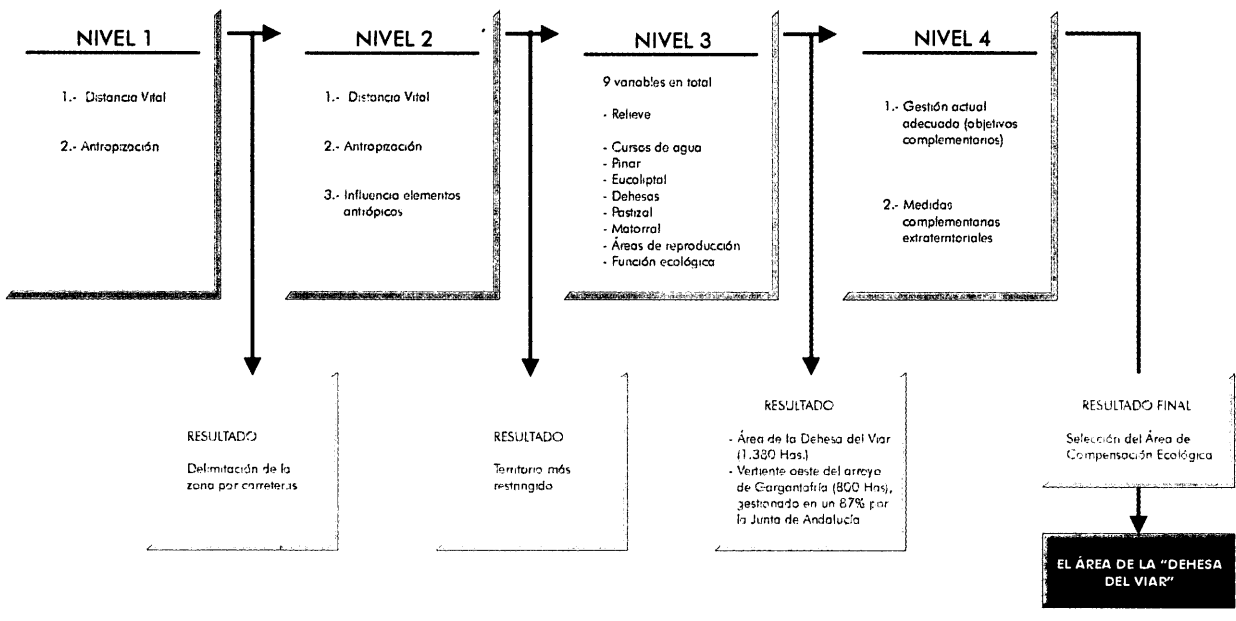 NIVEL 1
1.- Distancia Vital
2.- Antropización
NIVEL 2
1.- Distancia Vital
2.- Antropización
3.- Influencia elementos
antrópicos
NIVEL 3
9 variables en total
- Relieve
- Cursos de agua
- Pinar
- Eucaliptal
- Dehesas
- Pastizal
- Matorral
- Áreas de reproducción
- Función ecológica
NIVEL 4
1.- Gestión actual
adecuada (objetivos
complementarios)
2.- Medidas
complementarias
extraterritoriales
RESULTADO
Delimitación de la
zona por carreteras
RESULTADO
Territorio más
restringido
RESULTADO
- Área de la Dehesa del Viar
(1.380 Has.)
- Vertiente oeste del arroyo
de Gargantafría (800 Has),
gestionado en un 87% por
la Junta de Andalucía
RESULTADO FINAL
Selección del Área de
Compensación Ecológica
EL ÁREA DE LA "DEHESA
DEL VIAR"